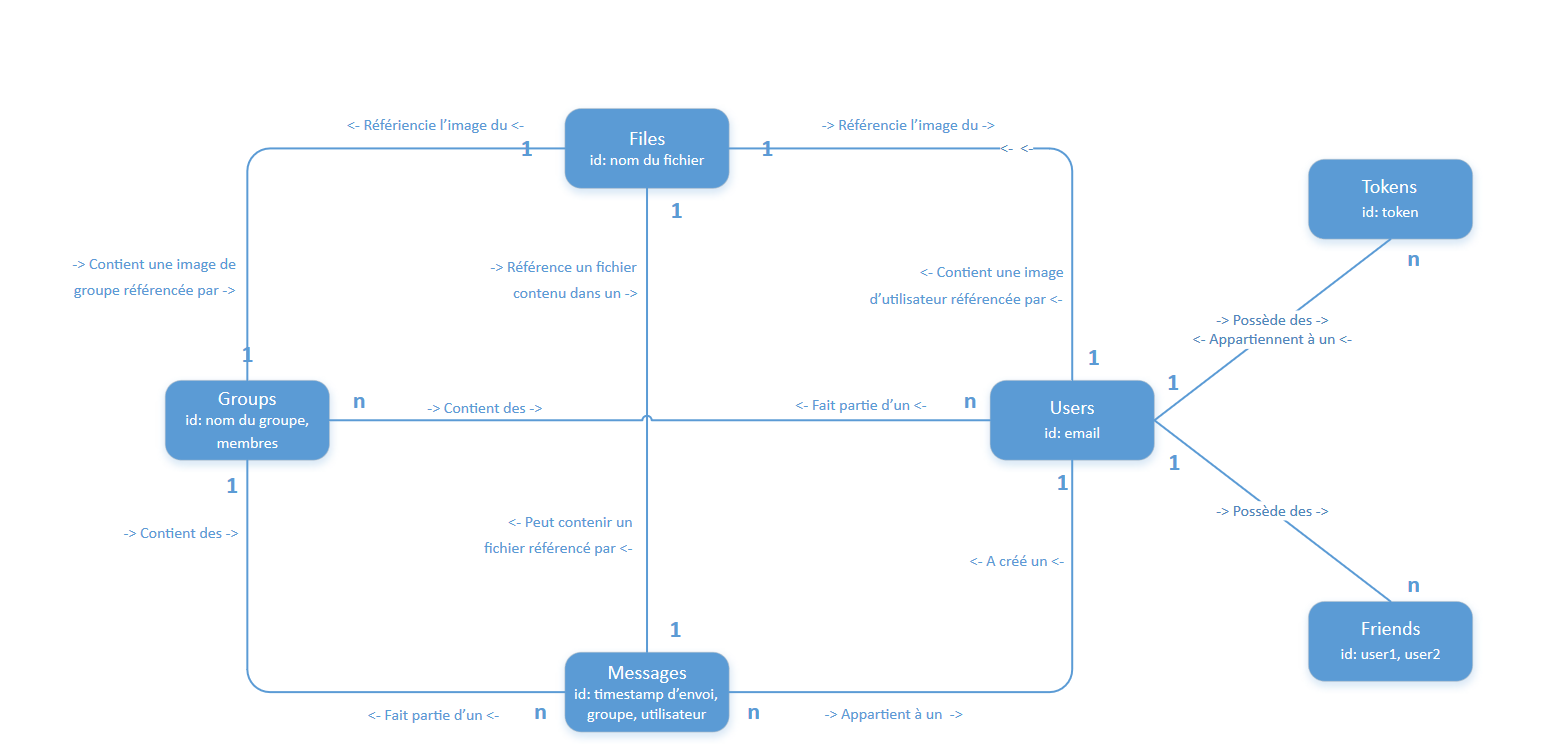 <- Référiencie l’image du <-
-> Référencie l’image du ->
Files
id: nom du fichier
1
1
<- <-
1
Tokens
id: token
n
-> Contient une image de
groupe référencée par ->
-> Référence un fichier
contenu dans un ->
<- Contient une image
d’utilisateur référencée par <-
-> Possède des ->
<- Appartiennent à un <-
1
1
1
Groups
id: nom du groupe,
membres
n
-> Contient des ->
<- Fait partie d’un <-
n
Users
id: email
1
1
1
-> Contient des ->
-> Possède des ->
<- Peut contenir un
fichier référencé par <-
<- A créé un <-
n
Friends
id: user1, user2
1
Messages
id: timestamp d’envoi,
groupe, utilisateur
<- Fait partie d’un <-
n
n
-> Appartient à un ->